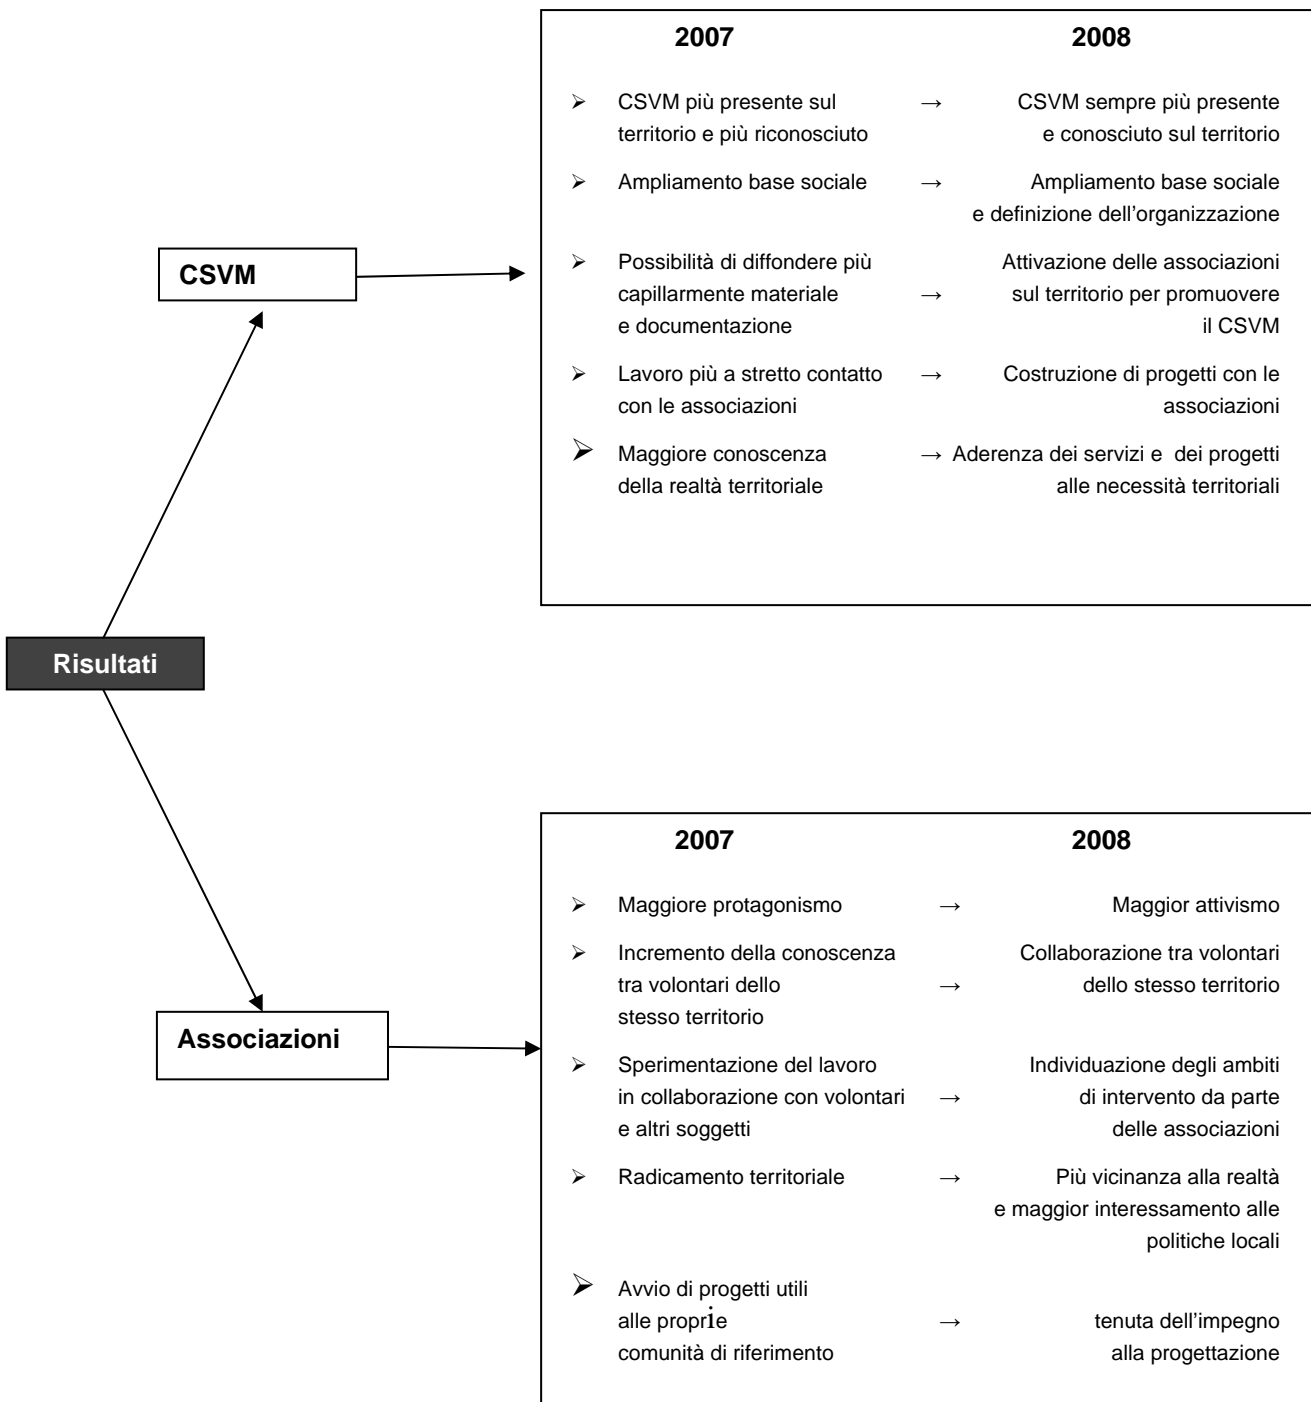 2007 2008
➢ CSVM più presente sul → CSVM sempre più presente
territorio e più riconosciuto e conosciuto sul territorio
➢ Ampliamento base sociale → Ampliamento base sociale
e definizione dell'organizzazione
CSVM
➢ Possibilità di diffondere più Attivazione delle associazioni
capillarmente materiale → sul territorio per promuovere
e documentazione il CSVM
➢ Lavoro più a stretto contatto → Costruzione di progetti con le
con le associazioni associazioni
➢ Maggiore conoscenza → Aderenza dei servizi e dei progetti
della realtà territoriale alle necessità territoriali
Risultati
2007 2008
➢ Maggiore protagonismo → Maggior attivismo
➢ Incremento della conoscenza Collaborazione tra volontari
tra volontari dello → dello stesso territorio
stesso territorio
Associazioni
➢ Sperimentazione del lavoro Individuazione degli ambiti
in collaborazione con volontari → di intervento da parte
e altri soggetti delle associazioni
➢ Radicamento territoriale → Più vicinanza alla realtà
e maggior interessamento alle
politiche locali
➢ Avvio di progetti utili
alle proprie → tenuta dell'impegno
comunità di riferimento alla progettazione